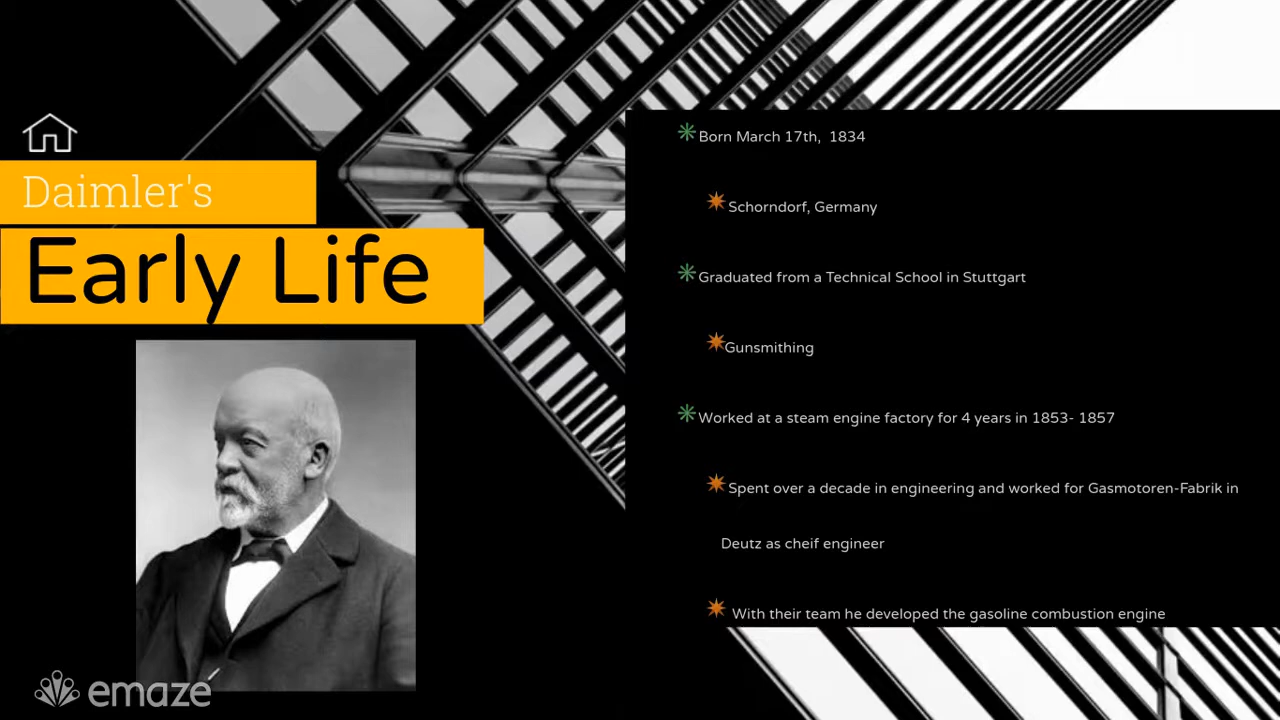 Daimler's
Early Life
Born March 17th,  1834
Schorndorf, Germany
Graduated from a Technical School in Stuttgart
Gunsmithing
Worked at a steam engine factory for 4 years in 1853- 1857
Spent over a decade in engineering and worked for Gasmotoren-Fabrik in
Deutz as cheif engineer
With their team he developed the gasoline combustion engine
emaze